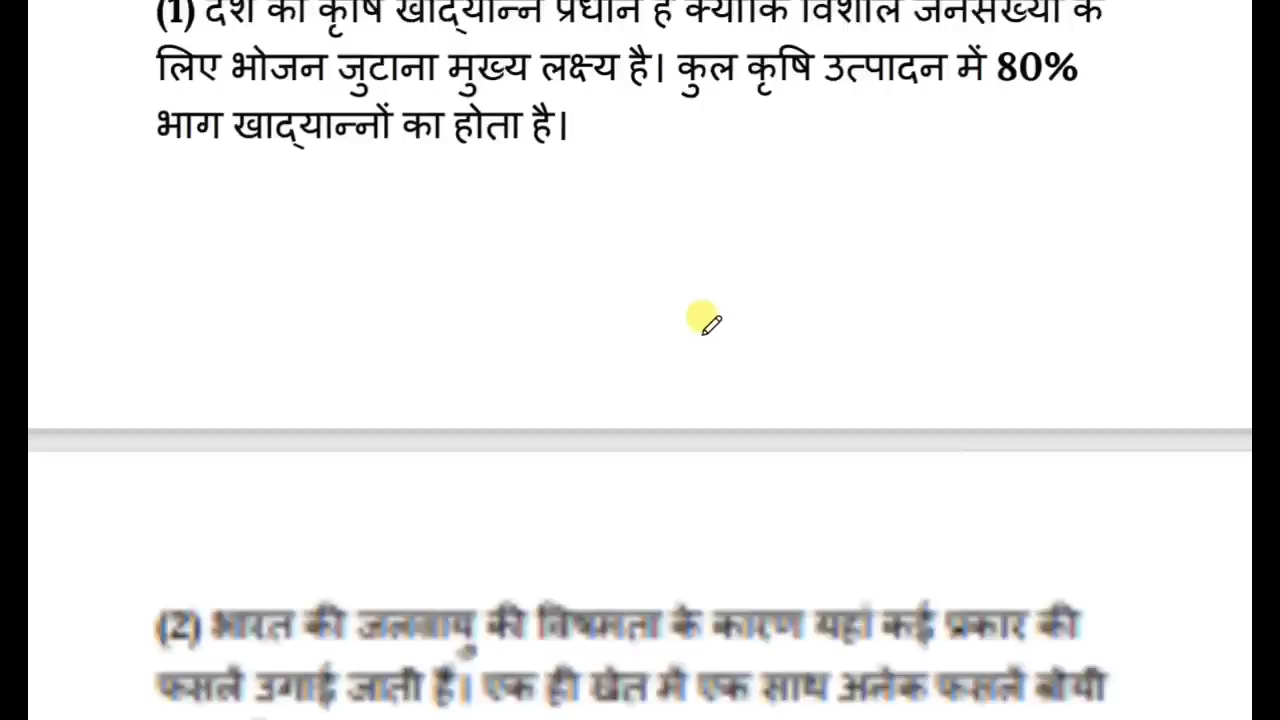 (1) देश की कृषि खाद्यान्न प्रधान है क्योंकि विशाल जनसंख्या के
लिए भोजन जुटाना मुख्य लक्ष्य है। कुल कृषि उत्पादन में 80%
भाग खाद्यान्नों का होता है।
(2) भारत की जलवायु की विषमता के कारण यहां कई प्रकार की
फसलें उगाई जाती हैं। एक ही खेत में एक साथ अनेक फसलें बोयी